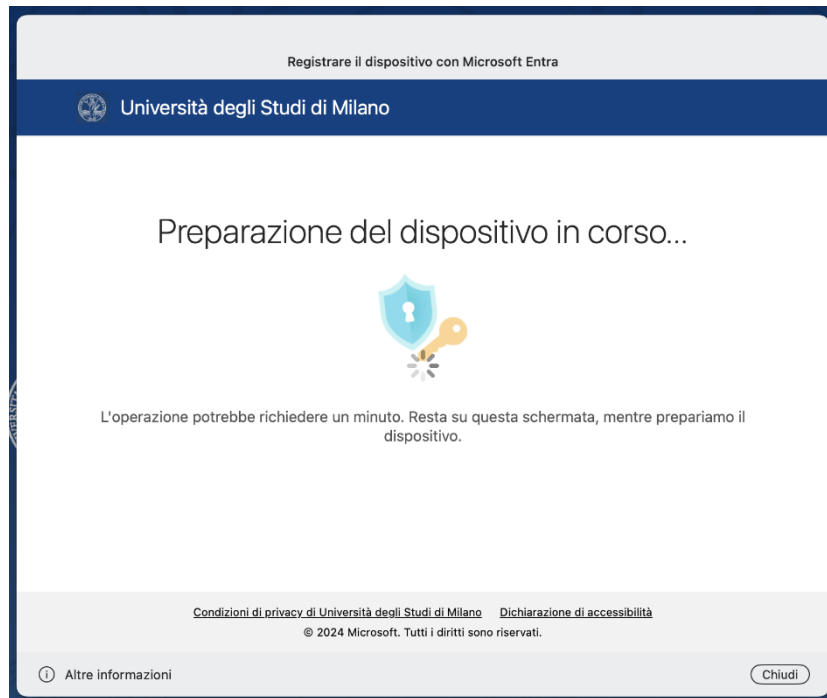 Registrare il dispositivo con Microsoft Entra
Università degli Studi di Milano
Preparazione del dispositivo in corso...
L'operazione potrebbe richiedere un minuto. Resta su questa schermata, mentre prepariamo il
dispositivo.
Condizioni di privacy di Università degli Studi di Milano Dichiarazione di accessibilità
© 2024 Microsoft. Tutti i diritti sono riservati.
Altre informazioni Chiudi